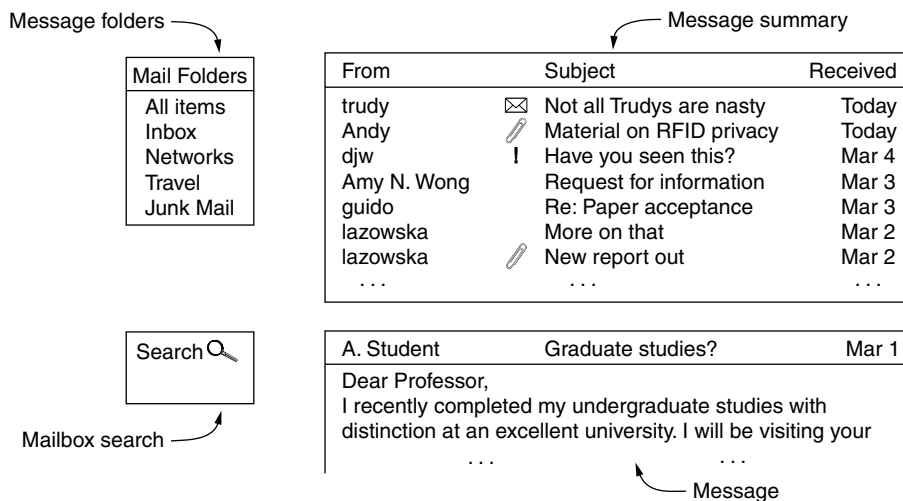 Message folders
Message summary
Mail Folders
All items
Inbox
Networks
Travel
Junk Mail
From Subject Received
trudy Not all Trudys are nasty Today
Andy Material on RFID privacy Today
djw ! Have you seen this? Mar 4
Amy N. Wong Request for information Mar 3
guido Re: Paper acceptance Mar 3
lazowska More on that Mar 2
lazowska New report out Mar 2
. . . . . . . . .
Search
Mailbox search
A. Student Graduate studies? Mar 1
Dear Professor,
I recently completed my undergraduate studies with
distinction at an excellent university. I will be visiting your
. . . . . .
Message